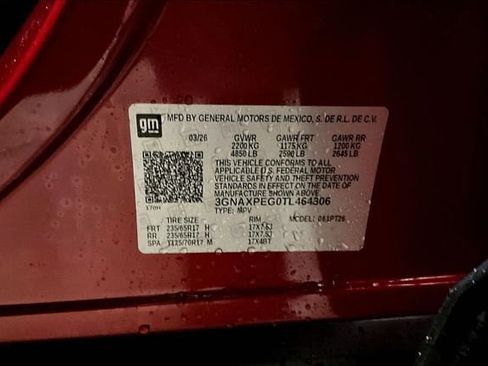 gm
MFD BY GENERAL MOTORS DE MEXICO, S. DE R.L. DE C.V.
03/26 GVWR GAWR FRT GAWR RR
2200 KG 1175 KG 1200 KG
4850 LB 2590 LB 2645 LB
THIS VEHICLE CONFORMS TO ALL
APPLICABLE U.S. FEDERAL MOTOR
VEHICLE SAFETY AND THEFT
PREVENTION STANDARDS IN
EFFECT ON THE DATE OF
MANUFACTURE SHOWN ABOVE.
3GNAXPEG0TL464306
TYPE: MPV
TIRE SIZE RIM MODEL:
FRT 235/65R17 H 17X7.5J
RR 235/65R17 H 17X7.5J
SPA 17X4BT